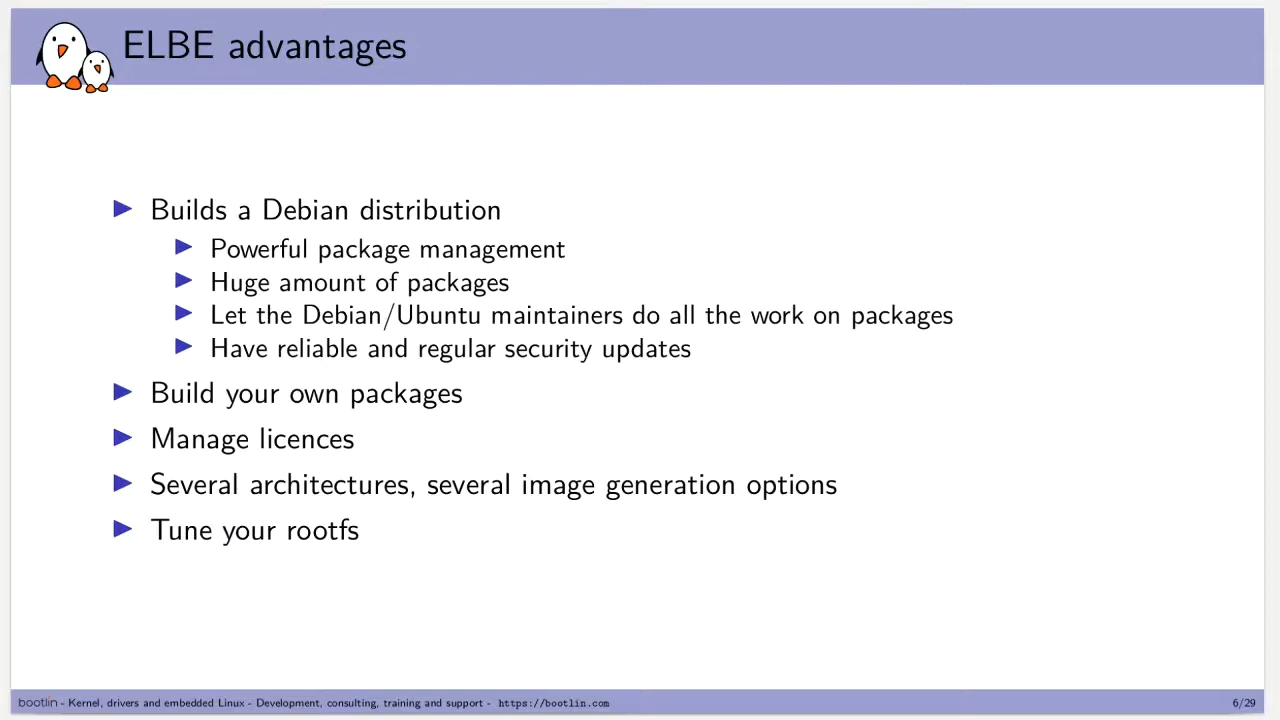 ELBE advantages
Builds a Debian distribution
Powerful package management
Huge amount of packages
Let the Debian/Ubuntu maintainers do all the work on packages
Have reliable and regular security updates
Build your own packages
Manage licences
Several architectures, several image generation options
Tune your rootfs
bootlin - Kernel, drivers and embedded Linux - Development, consulting, training and support - https://bootlin.com
6/29